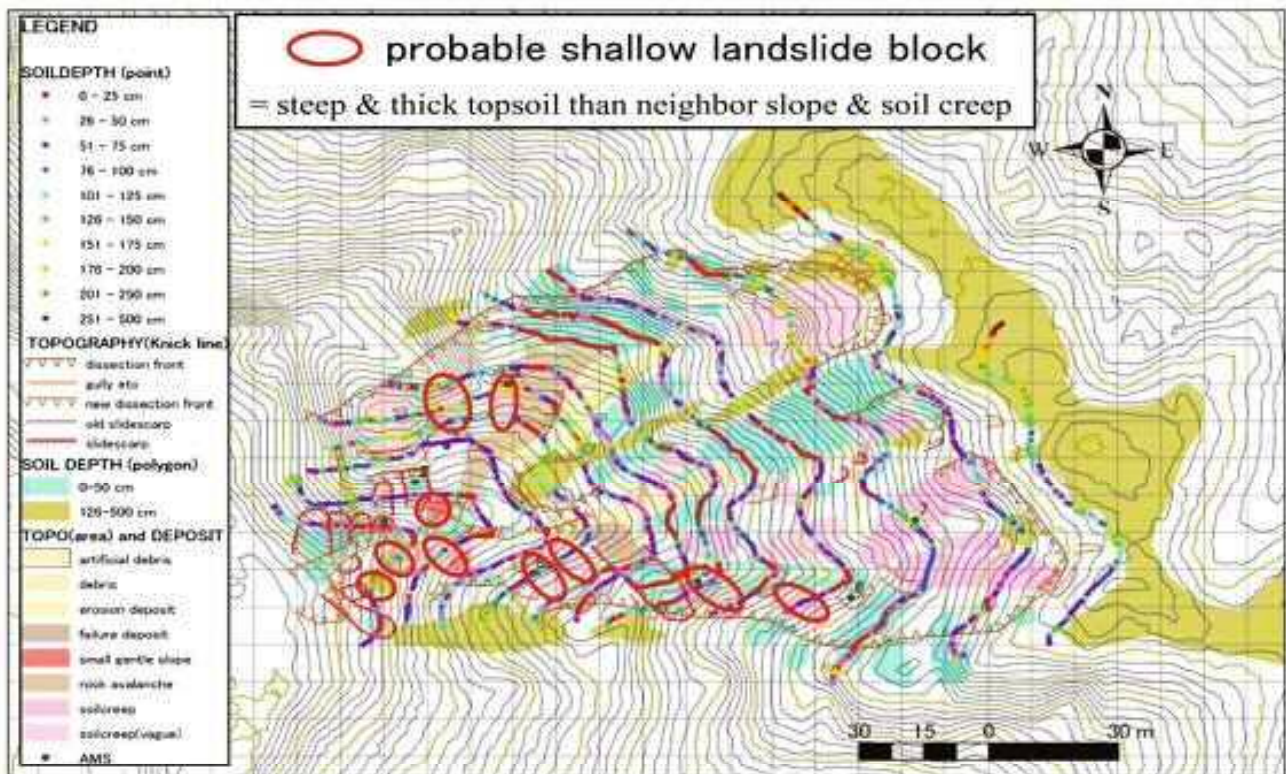 LEGEND
SOILDEPTH (point)
0 - 25 cm
26 - 50 cm
51 - 75 cm
76 - 100 cm
101 - 125 cm
126 - 150 cm
151 - 175 cm
176 - 200 cm
201 - 250 cm
251 - 500 cm
TOPOGRAPHY(Knick line)
dissection front
gully etc
new dissection front
old slidescarp
slidescarp
SOIL DEPTH (polygon)
0-50 cm
126-500 cm
TOPO(area) and DEPOSIT
artificial debris
debris
erosion deposit
failure deposit
small gentle slope
rock avalanche
soilcreep
soilcreep(vague)
AMS
probable shallow landslide block
= steep & thick topsoil than neighbor slope & soil creep
N
W E
S
30 15 0 30 m